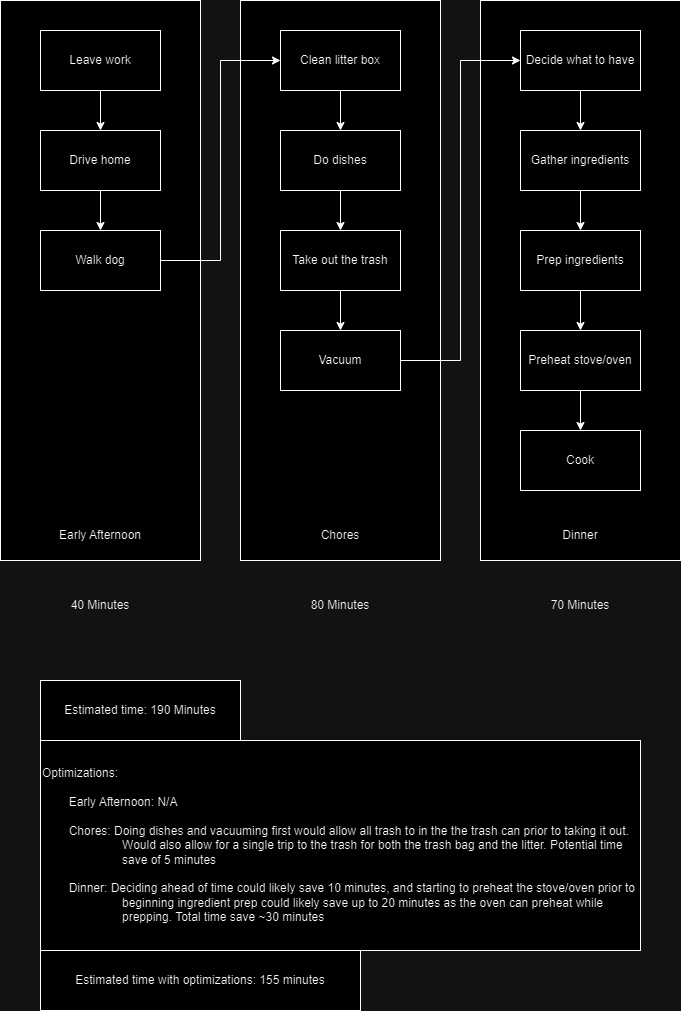 Leave work
Drive home
Walk dog
Early Afternoon
40 Minutes
Clean litter box
Do dishes
Take out the trash
Vacuum
Chores
80 Minutes
Decide what to have
Gather ingredients
Prep ingredients
Preheat stove/oven
Cook
Dinner
70 Minutes
Estimated time: 190 Minutes
Optimizations:
Early Afternoon: N/A
Chores: Doing dishes and vacuuming first would allow all trash to in the the trash can prior to taking it out.
Would also allow for a single trip to the trash for both the trash bag and the litter. Potential time
save of 5 minutes
Dinner: Deciding ahead of time could likely save 10 minutes, and starting to preheat the stove/oven prior to
beginning ingredient prep could likely save up to 20 minutes as the oven can preheat while
prepping. Total time save ~30 minutes
Estimated time with optimizations: 155 minutes